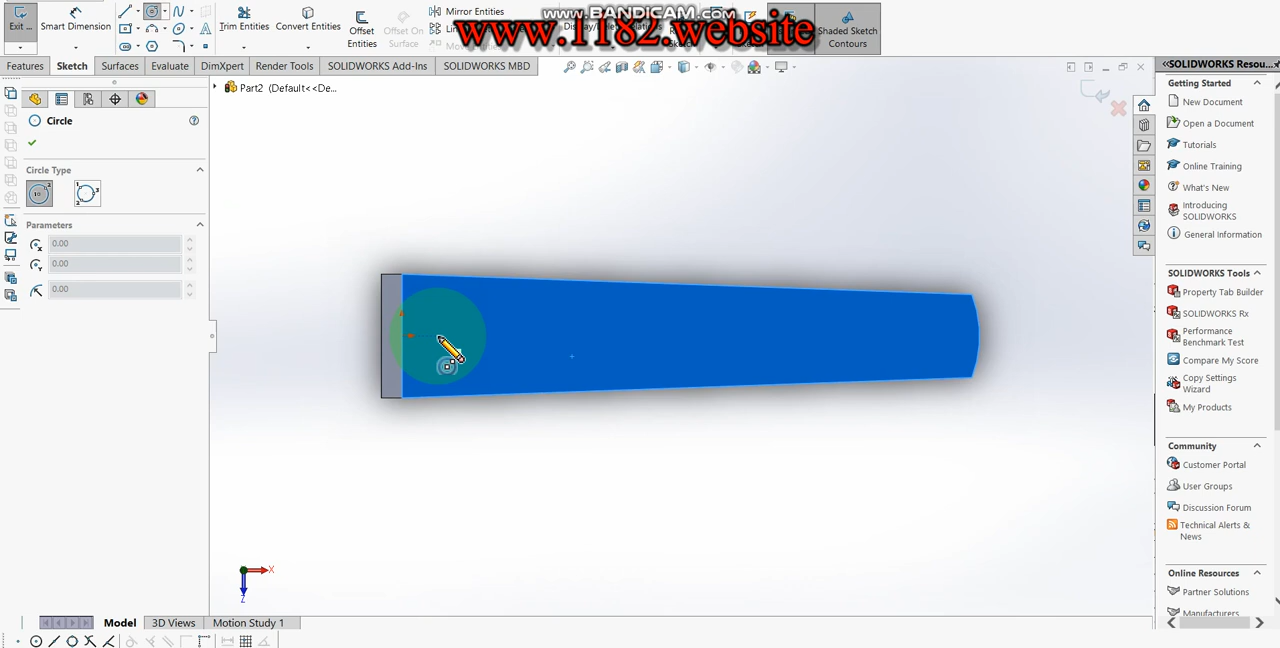 www.BANDICAM.com
www.1182.website
Exit ...
Smart Dimension
Trim Entities
Convert Entities
Offset
Entities
Offset On
Surface
Mirror Entities
Shaded Sketch
Contours
Features
Sketch
Surfaces
Evaluate
DimXpert
Render Tools
SOLIDWORKS Add-Ins
SOLIDWORKS MBD
Part2 (Default<<De...
Circle
Circle Type
Parameters
0.00
0.00
0.00
X
Z
Model
3D Views
Motion Study 1
SOLIDWORKS Resou...
Getting Started
New Document
Open a Document
Tutorials
Online Training
What's New
Introducing
SOLIDWORKS
General Information
SOLIDWORKS Tools
Property Tab Builder
SOLIDWORKS Rx
Performance
Benchmark Test
Compare My Score
Copy Settings
Wizard
My Products
Community
Customer Portal
User Groups
Discussion Forum
Technical Alerts &
News
Online Resources
Partner Solutions
Manufacturers